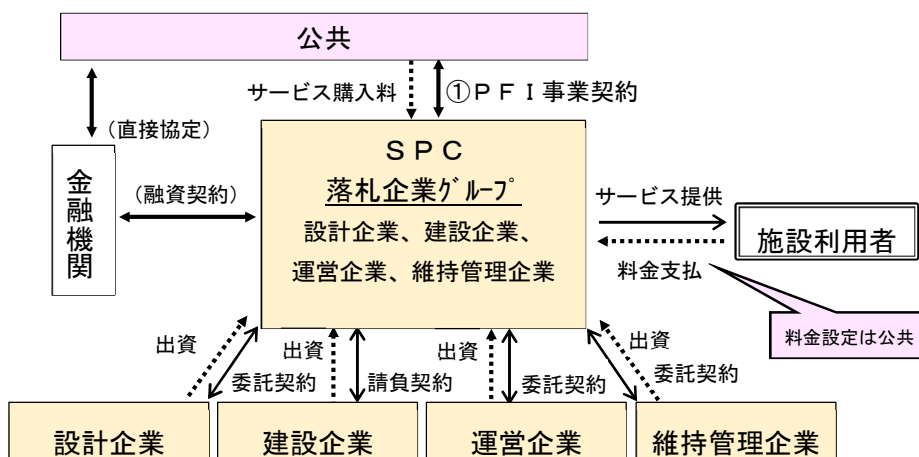 公共
サービス購入料
①ＰＦＩ事業契約
（直接協定）
金融機関
（融資契約）
ＳＰＣ
落札企業ｸﾞﾙｰﾌﾟ
設計企業、建設企業、
運営企業、維持管理企業
サービス提供
施設利用者
料金支払
料金設定は公共
出資
委託契約
出資
請負契約
出資
委託契約
出資
委託契約
設計企業
建設企業
運営企業
維持管理企業